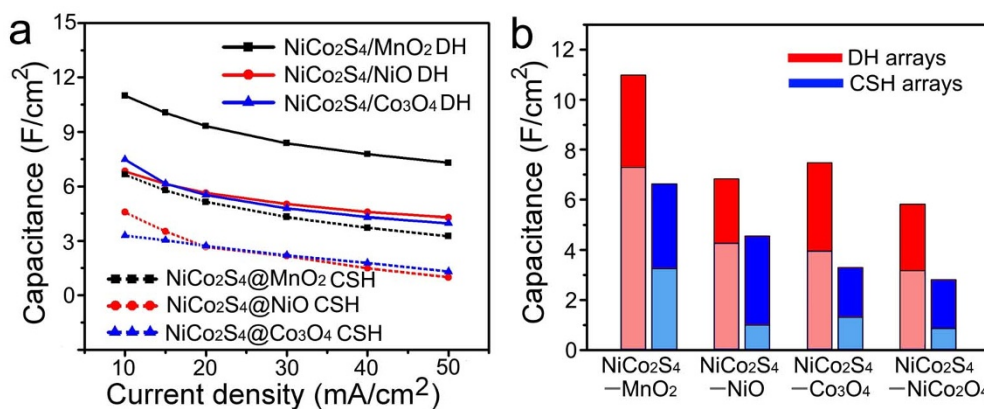 a
15
12
9
6
3
0
Capacitance (F/cm²)
NiCo₂S₄/MnO₂ DH
NiCo₂S₄/NiO DH
NiCo₂S₄/Co₃O₄ DH
NiCo₂S₄@MnO₂ CSH
NiCo₂S₄@NiO CSH
NiCo₂S₄@Co₃O₄ CSH
10 20 30 40 50
Current density (mA/cm²)
b
12
10
8
6
4
2
0
Capacitance (F/cm²)
DH arrays
CSH arrays
NiCo₂S₄ NiCo₂S₄ NiCo₂S₄ NiCo₂S₄
−MnO₂ −NiO −Co₃O₄ −NiCo₂O₄